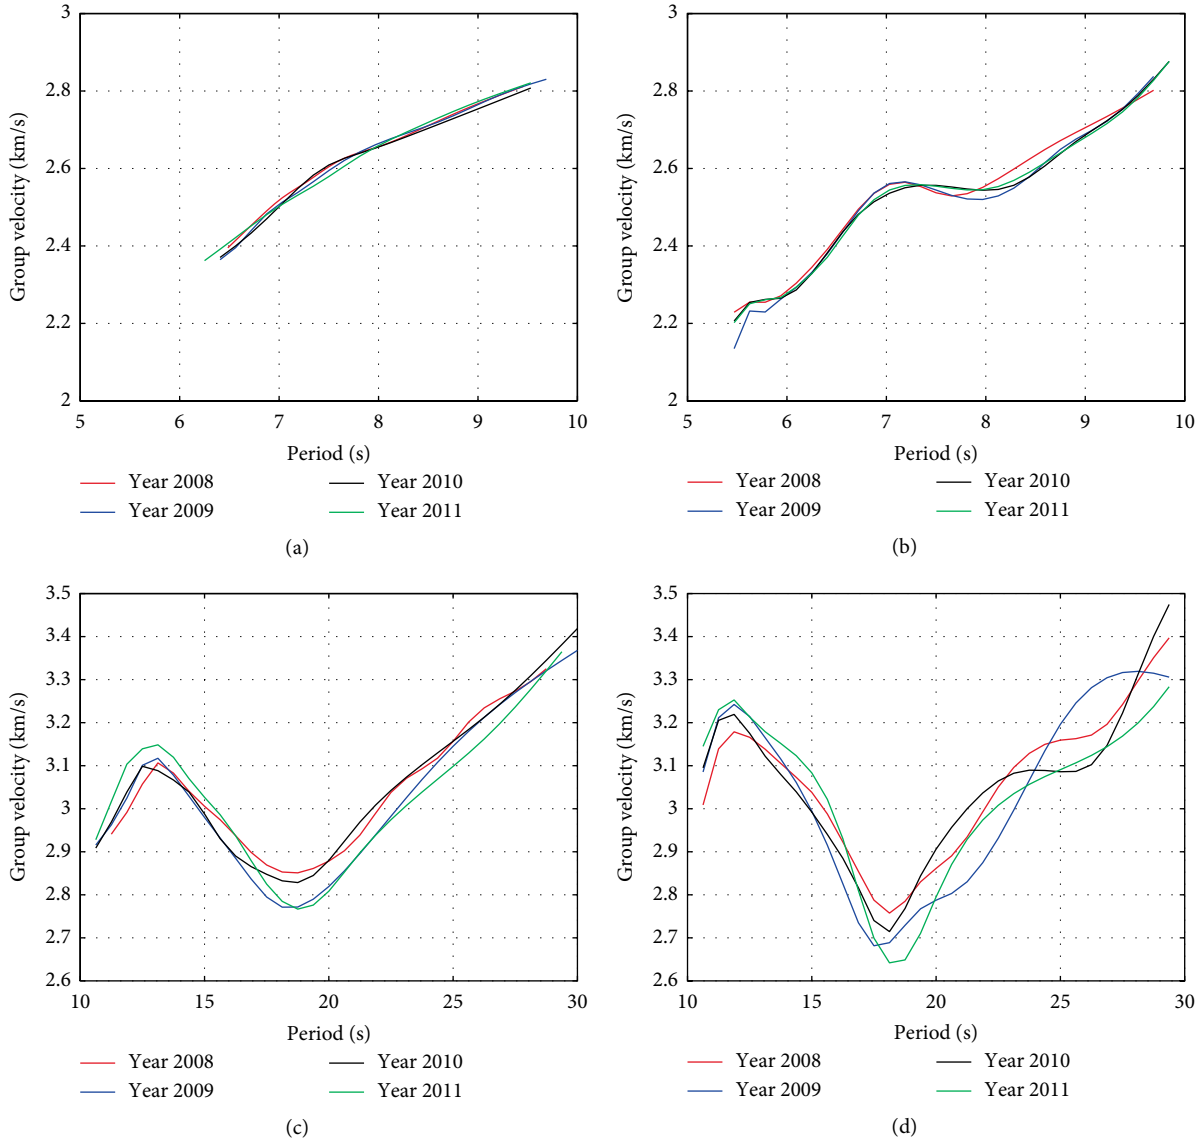 3
2.8
2.6
2.4
2.2
2
Group velocity (km/s)
5 6 7 8 9 10
Period (s)
Year 2008 Year 2010
Year 2009 Year 2011
(a)
3
2.8
2.6
2.4
2.2
2
Group velocity (km/s)
5 6 7 8 9 10
Period (s)
Year 2008 Year 2010
Year 2009 Year 2011
(b)
3.5
3.4
3.3
3.2
3.1
3
2.9
2.8
2.7
2.6
Group velocity (km/s)
10 15 20 25 30
Period (s)
Year 2008 Year 2010
Year 2009 Year 2011
(c)
3.5
3.4
3.3
3.2
3.1
3
2.9
2.8
2.7
2.6
Group velocity (km/s)
10 15 20 25 30
Period (s)
Year 2008 Year 2010
Year 2009 Year 2011
(d)